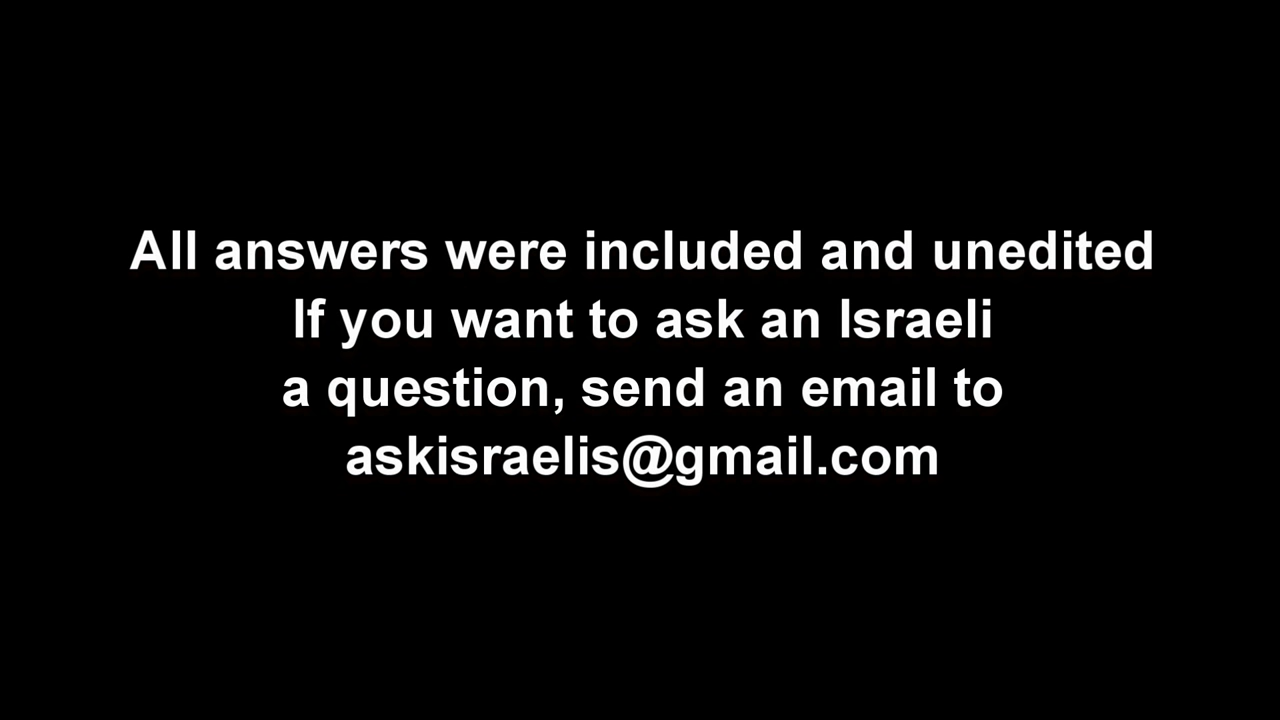 All answers were included and unedited
If you want to ask an Israeli
a question, send an email to
askisraelis@gmail.com